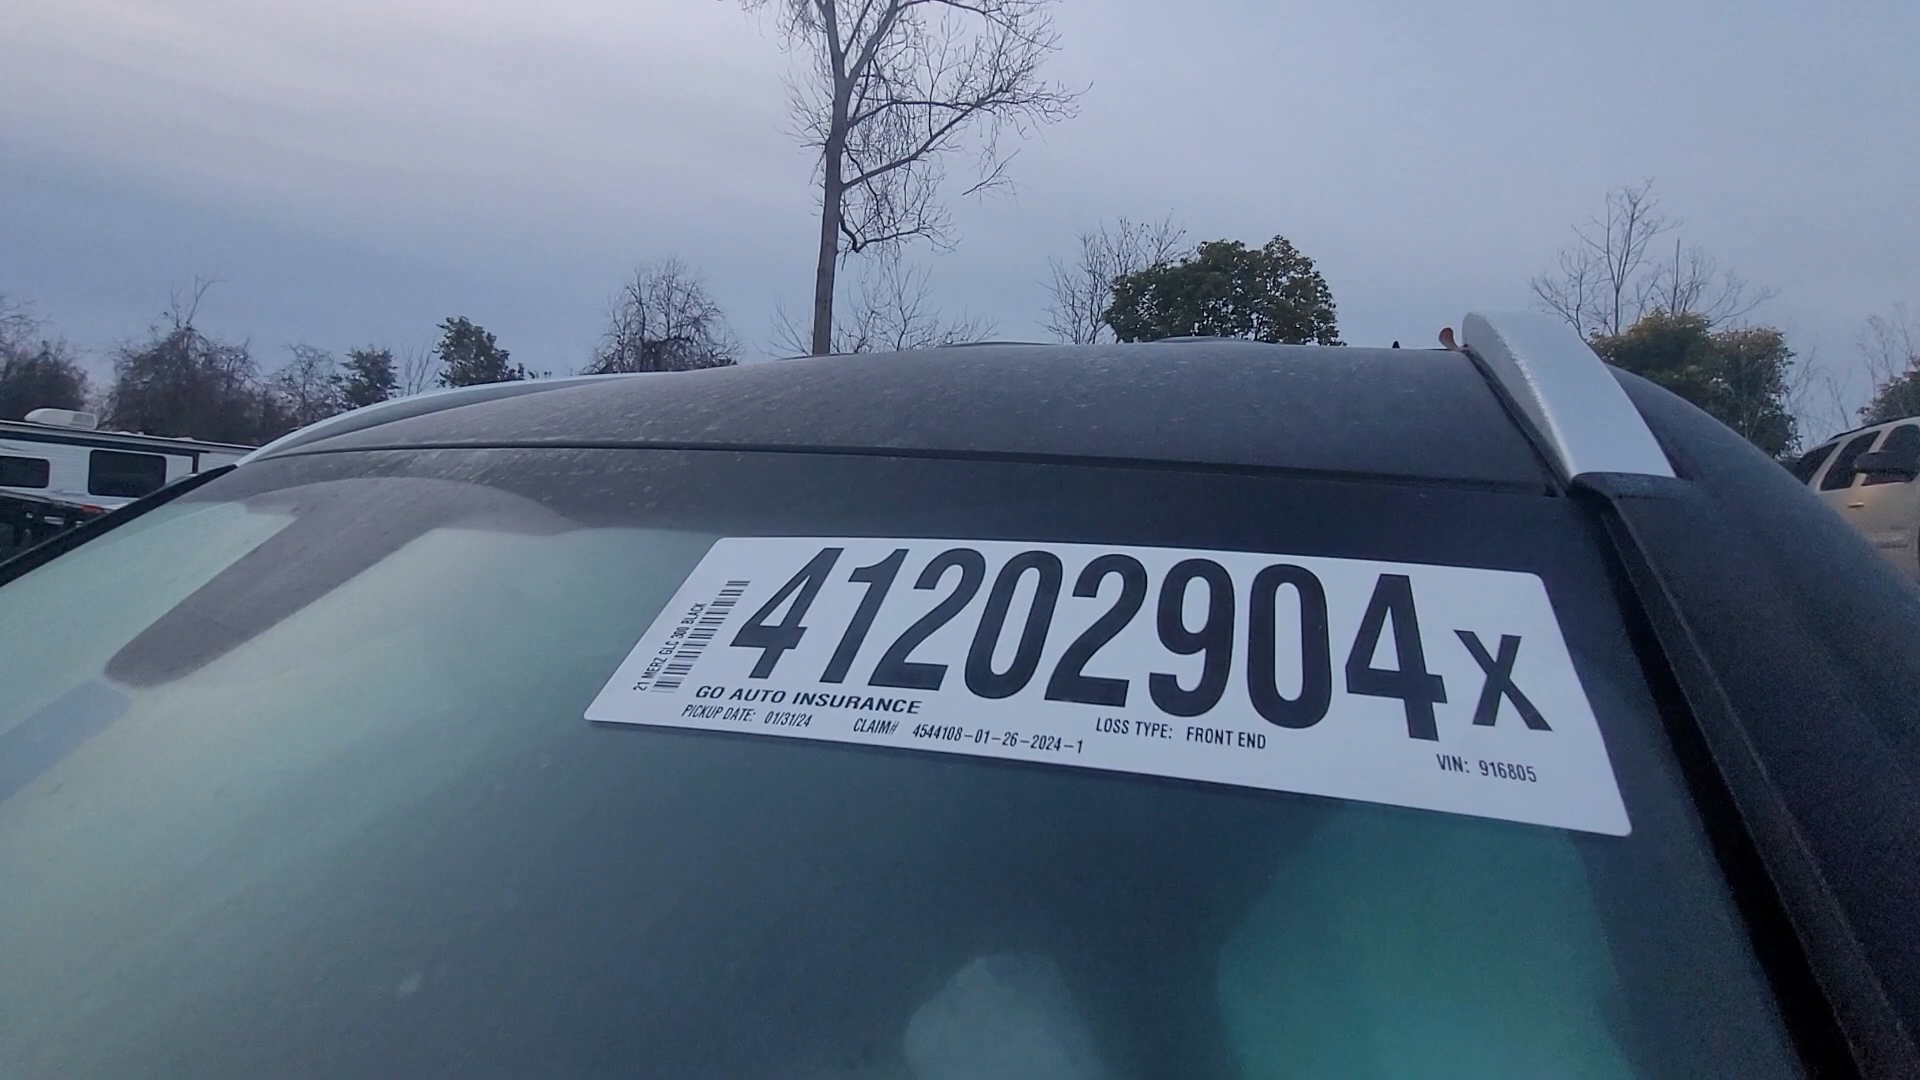 41202904X
21 MERZ GLC 300 BLACK
GO AUTO INSURANCE
PICKUP DATE: 01/31/24 CLAIM# 4544108-01-26-2024-1 LOSS TYPE: FRONT END
VIN: 916805